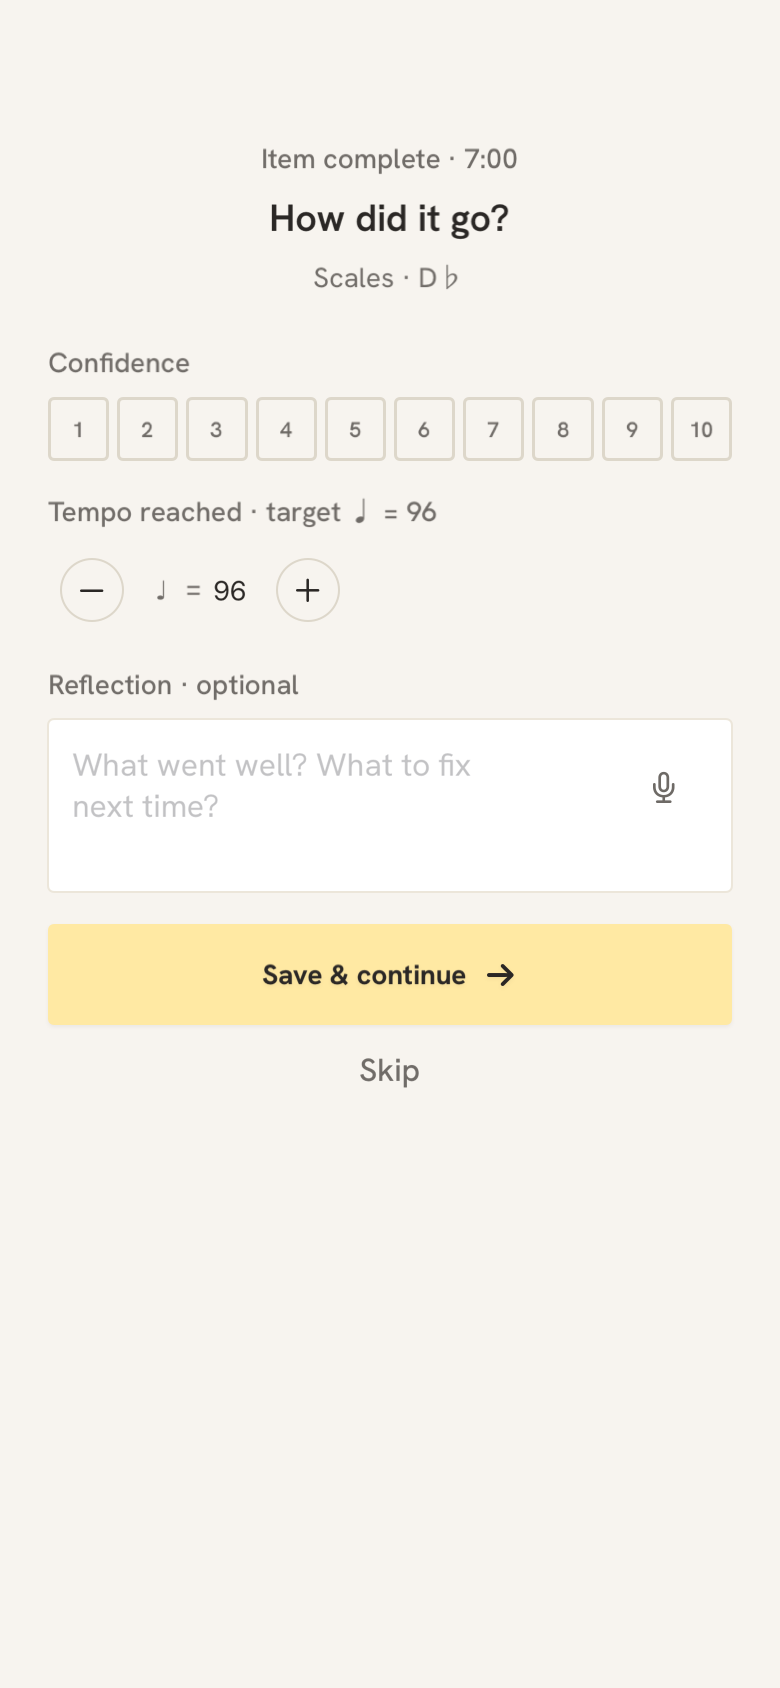 Item complete · 7:00
How did it go?
Scales · D♭
Confidence
1 2 3 4 5 6 7 8 9 10
Tempo reached · target ♩ = 96
− ♩ = 96 +
Reflection · optional
What went well? What to fix
next time?
Save & continue →
Skip